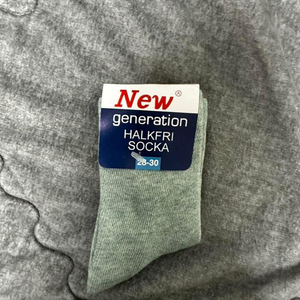 New®
generation
HALKFRI
SOCKA
28-30